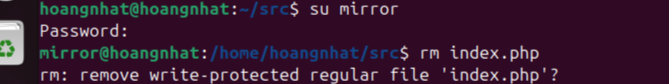 hoangnhat@hoangnhat:~/src$ su mirror
Password:
mirror@hoangnhat:/home/hoangnhat/src$ rm index.php
rm: remove write-protected regular file 'index.php'?